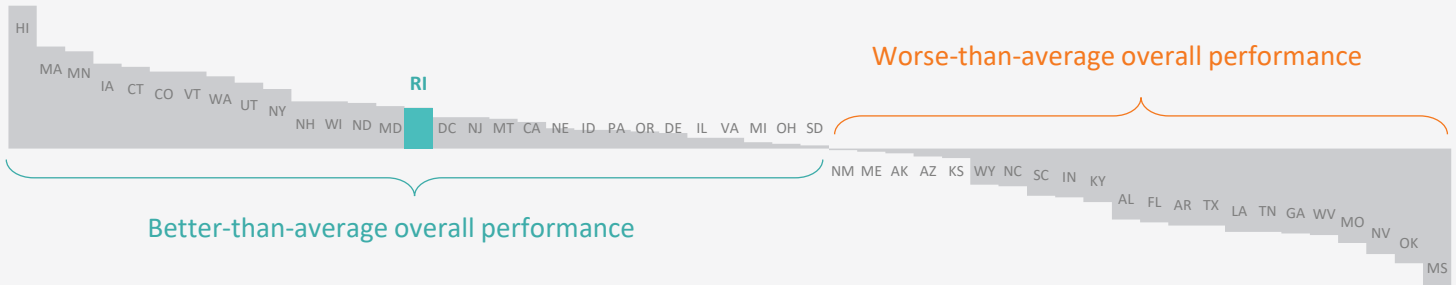 HI
MA MN IA CT CO VT WA UT NY NH WI ND MD RI DC NJ MT CA NE ID PA OR DE IL VA MI OH SD
Worse-than-average overall performance
NM ME AK AZ KS WY NC SC IN KY AL FL AR TX LA TN GA WV MO NV OK MS
Better-than-average overall performance